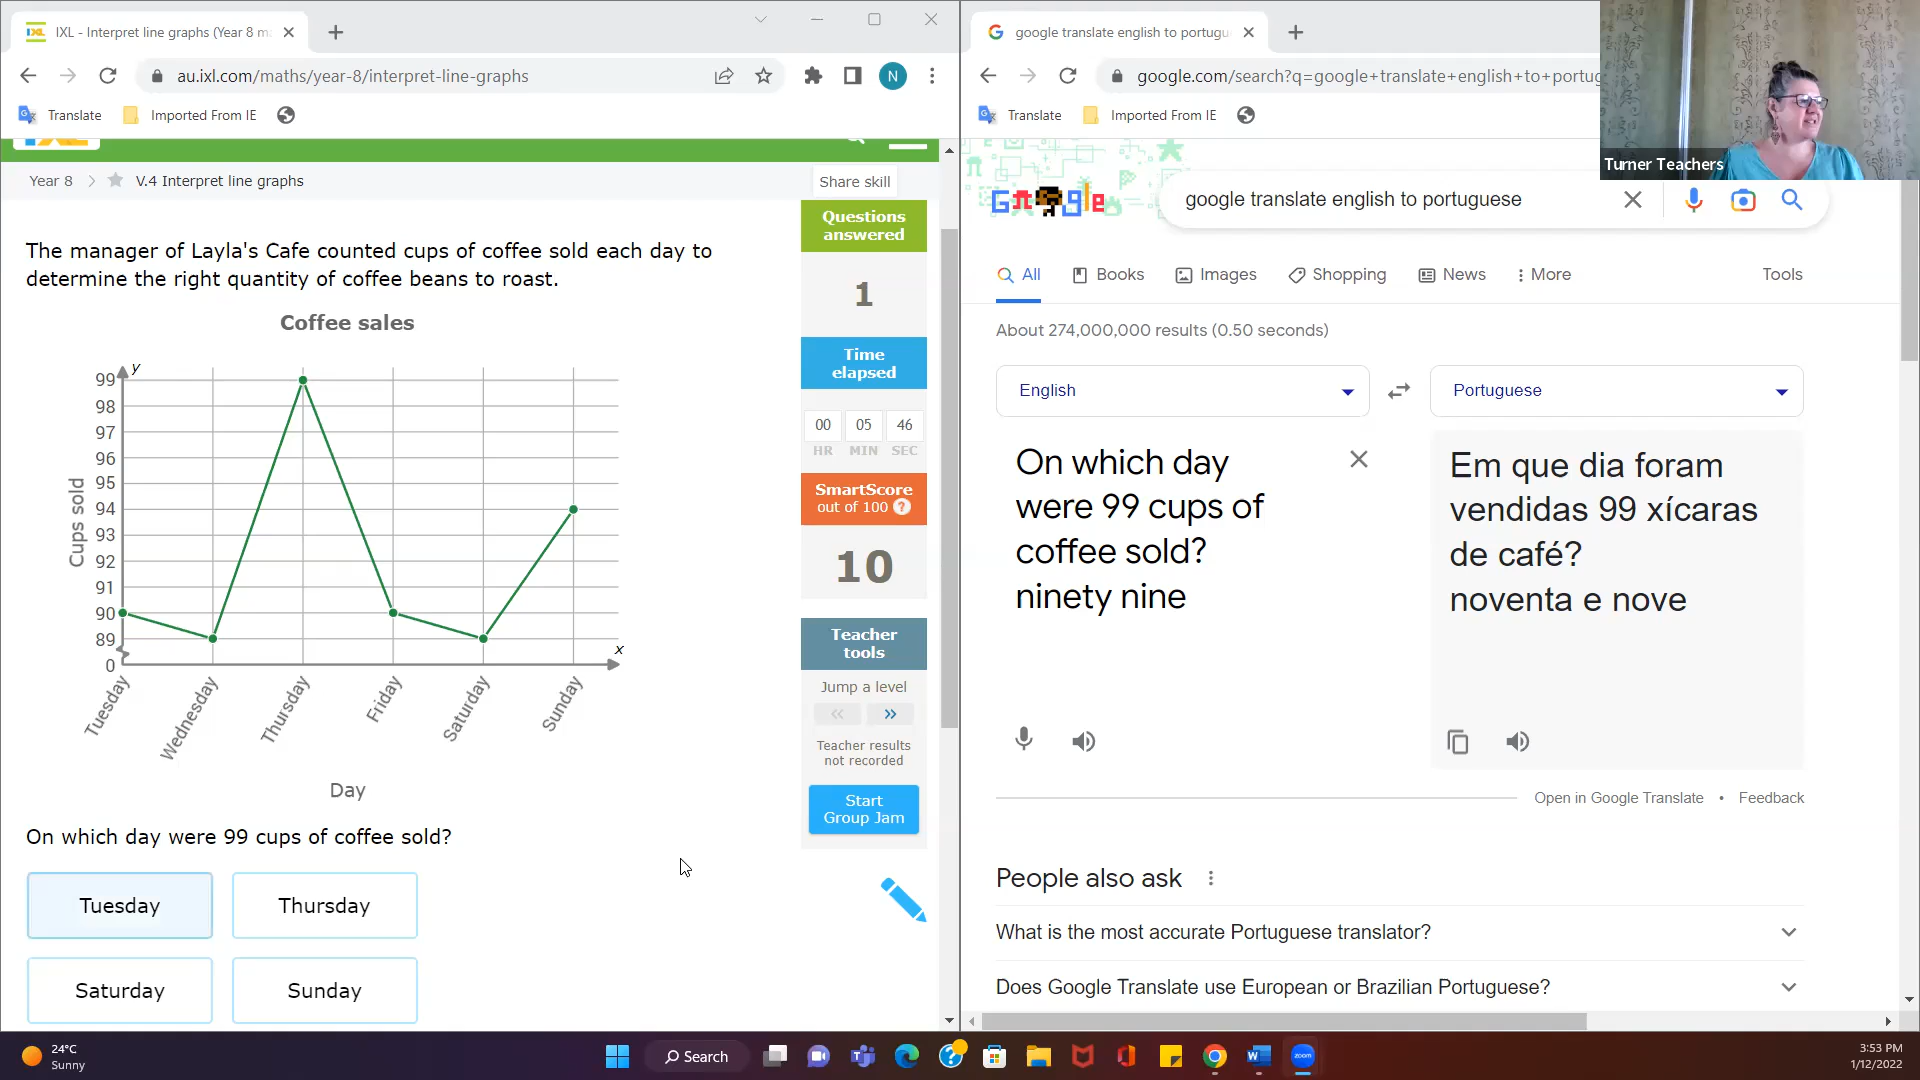 IXL - Interpret line graphs (Year 8 m
au.ixl.com/maths/year-8/interpret-line-graphs
N
Translate
Imported From IE
Year 8
V.4 Interpret line graphs
Share skill
The manager of Layla's Cafe counted cups of coffee sold each day to
determine the right quantity of coffee beans to roast.
Coffee sales
y
99
98
97
96
95
94
93
92
91
90
89
0
Cups sold
x
Tuesday
Wednesday
Thursday
Friday
Saturday
Sunday
Day
On which day were 99 cups of coffee sold?
Tuesday
Thursday
Saturday
Sunday
Questions
answered
1
Time
elapsed
00 05 46
HR MIN SEC
SmartScore
out of 100 ?
10
Teacher
tools
Jump a level
Teacher results
not recorded
Start
Group Jam
google translate english to portugu
google.com/search?q=google+translate+english+to+portug
Translate
Imported From IE
Turner Teachers
Google
google translate english to portuguese
All
Books
Images
Shopping
News
More
Tools
About 274,000,000 results (0.50 seconds)
English
Portuguese
On which day
were 99 cups of
coffee sold?
ninety nine
Em que dia foram
vendidas 99 xícaras
de café?
noventa e nove
Open in Google Translate • Feedback
People also ask
What is the most accurate Portuguese translator?
Does Google Translate use European or Brazilian Portuguese?
24°C
Sunny
Search
zoom
3:53 PM
1/12/2022